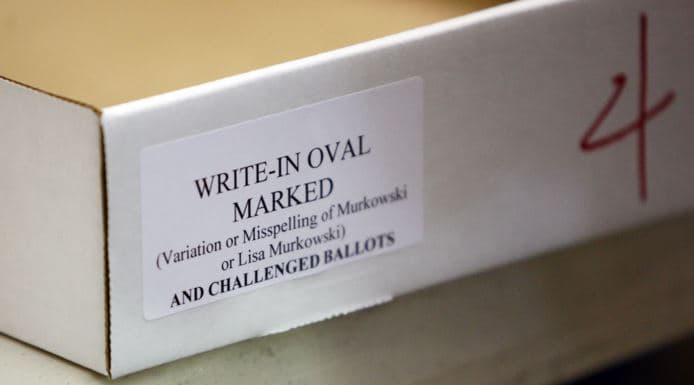 WRITE-IN OVAL
MARKED
(Variation or Misspelling of Murkowski
or Lisa Murkowski)
AND CHALLENGED BALLOTS
4